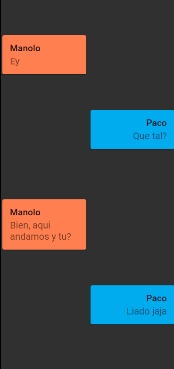 Manolo
Ey
Paco
Que tal?
Manolo
Bien, aqui
andamos y tu?
Paco
Liado jaja